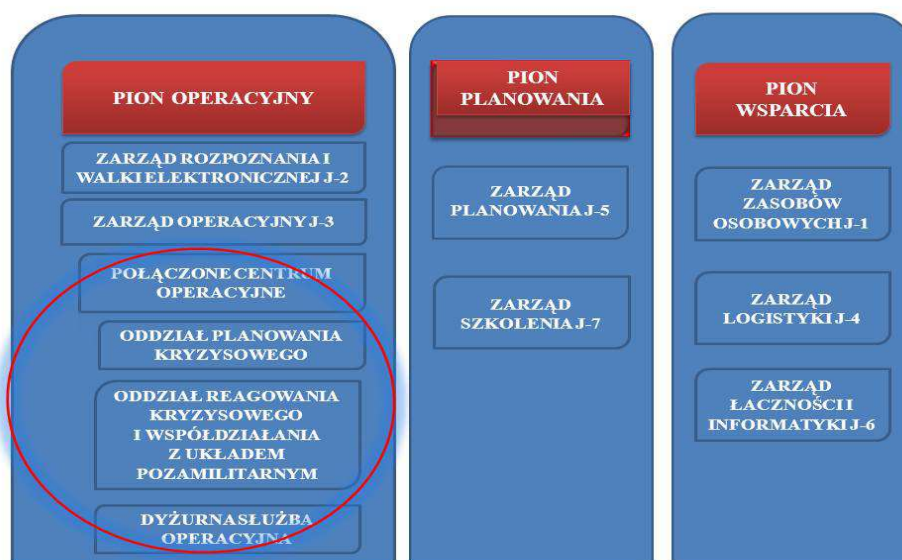 PION OPERACYJNY
ZARZĄD ROZPOZNANIA I
WALKI ELEKTRONICZNEJ J-2
ZARZĄD OPERACYJNY J-3
POŁĄCZONE CENTRUM
OPERACYJNE
ODDZIAŁ PLANOWANIA
KRYZYSOWEGO
ODDZIAŁ REAGOWANIA
KRYZYSOWEGO
I WSPÓŁDZIAŁANIA
Z UKŁADEM
POZAMILITARNYM
DYŻURNA SŁUŻBA
OPERACYJNA
PION
PLANOWANIA
ZARZĄD
PLANOWANIA J-5
ZARZĄD
SZKOLENIA J-7
PION
WSPARCIA
ZARZĄD
ZASOBÓW
OSOBOWYCH J-1
ZARZĄD
LOGISTYKI J-4
ZARZĄD
ŁACZNOŚCI I
INFORMATYKI J-6